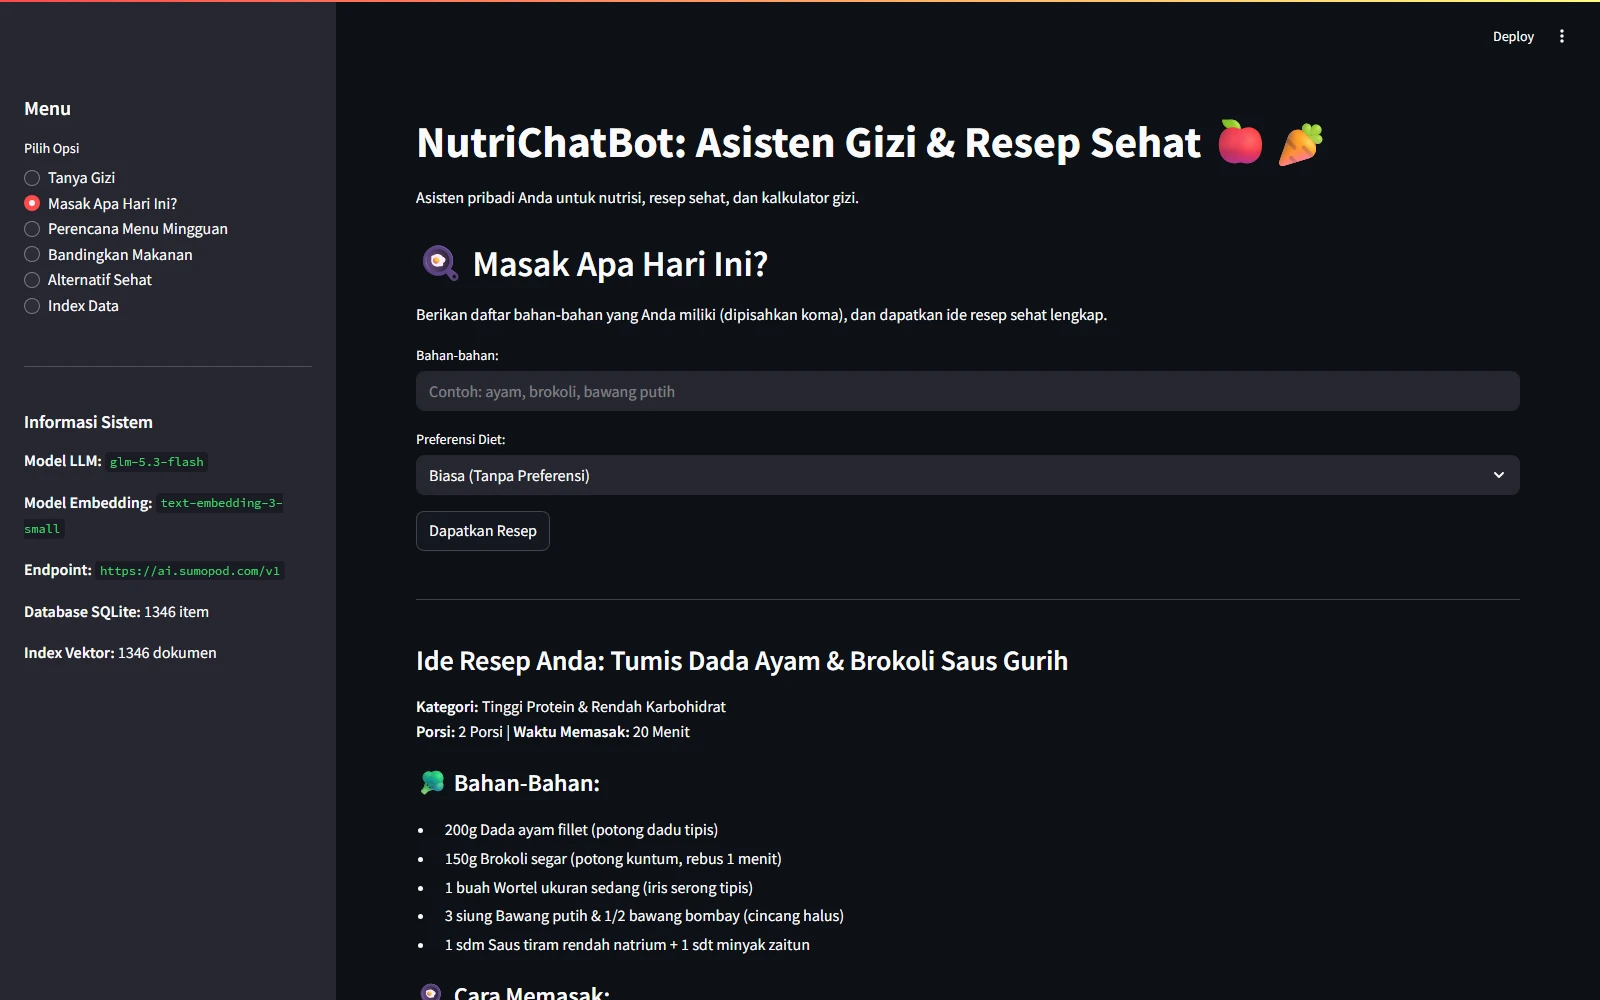 Deploy
Menu
Pilih Opsi
Tanya Gizi
Masak Apa Hari Ini?
Perencana Menu Mingguan
Bandingkan Makanan
Alternatif Sehat
Index Data
Informasi Sistem
Model LLM: glm-5.3-flash
Model Embedding: text-embedding-3-
small
Endpoint: https://ai.sumopod.com/v1
Database SQLite: 1346 item
Index Vektor: 1346 dokumen
NutriChatBot: Asisten Gizi & Resep Sehat
Asisten pribadi Anda untuk nutrisi, resep sehat, dan kalkulator gizi.
Masak Apa Hari Ini?
Berikan daftar bahan-bahan yang Anda miliki (dipisahkan koma), dan dapatkan ide resep sehat lengkap.
Bahan-bahan:
Contoh: ayam, brokoli, bawang putih
Preferensi Diet:
Biasa (Tanpa Preferensi)
Dapatkan Resep
Ide Resep Anda: Tumis Dada Ayam & Brokoli Saus Gurih
Kategori: Tinggi Protein & Rendah Karbohidrat
Porsi: 2 Porsi | Waktu Memasak: 20 Menit
Bahan-Bahan:
• 200g Dada ayam fillet (potong dadu tipis)
• 150g Brokoli segar (potong kuntum, rebus 1 menit)
• 1 buah Wortel ukuran sedang (iris serong tipis)
• 3 siung Bawang putih & 1/2 bawang bombay (cincang halus)
• 1 sdm Saus tiram rendah natrium + 1 sdt minyak zaitun
Cara Memasak: